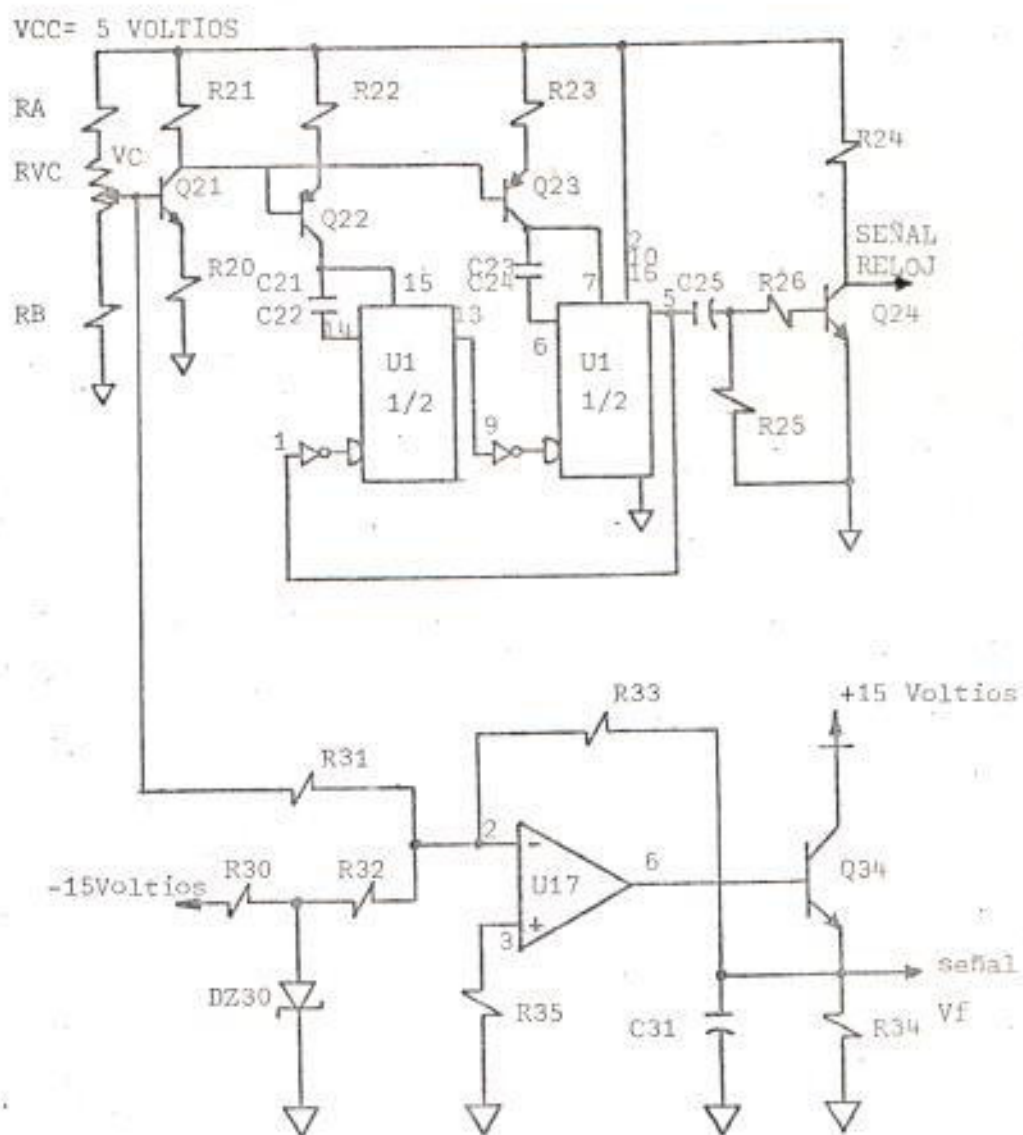 VCC= 5 VOLTIOS
RA
R21
R22
R23
R24
RVC
VC
Q21
Q22
Q23
R20
RB
C21
C22
15
14
13
C23
C24
7
6
2
10
16
5
C25
R26
SEÑAL
RELOJ
Q24
U1
1/2
U1
1/2
1
9
R25
R33
+15 Voltios
R31
-15Voltios
R30
R32
2
-
U17
+
3
6
Q34
DZ30
R35
C31
señal
Vf
R34